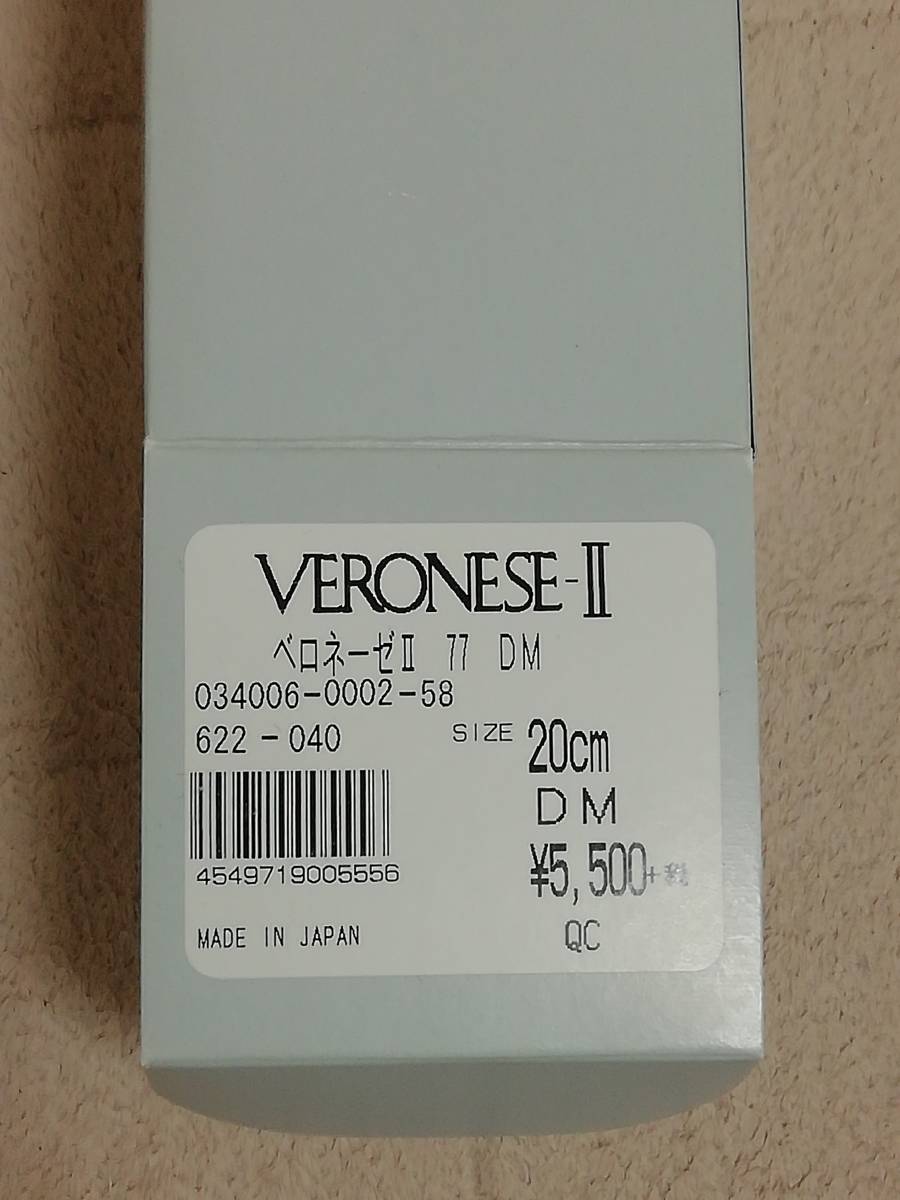 VERONESE-II
ベロネーゼII 77 DM
034006-0002-58
622-040 SIZE 20cm
DM
4549719005556 ¥5,500+税
MADE IN JAPAN QC